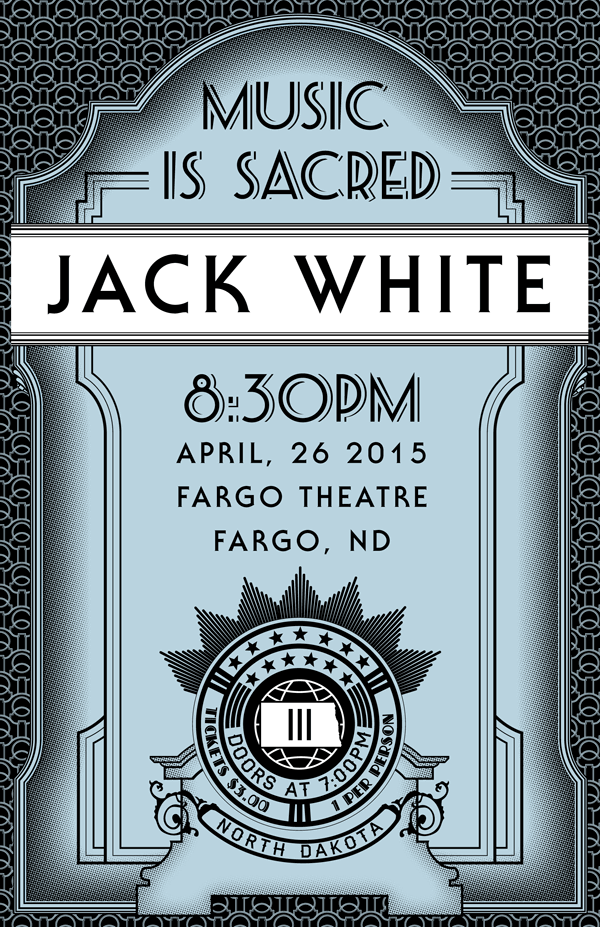 MUSIC
IS SACRED
JACK WHITE
8:30PM
APRIL, 26 2015
FARGO THEATRE
FARGO, ND
III
DOORS AT 7:00PM
TICKETS $3.00
1 PER PERSON
NORTH DAKOTA